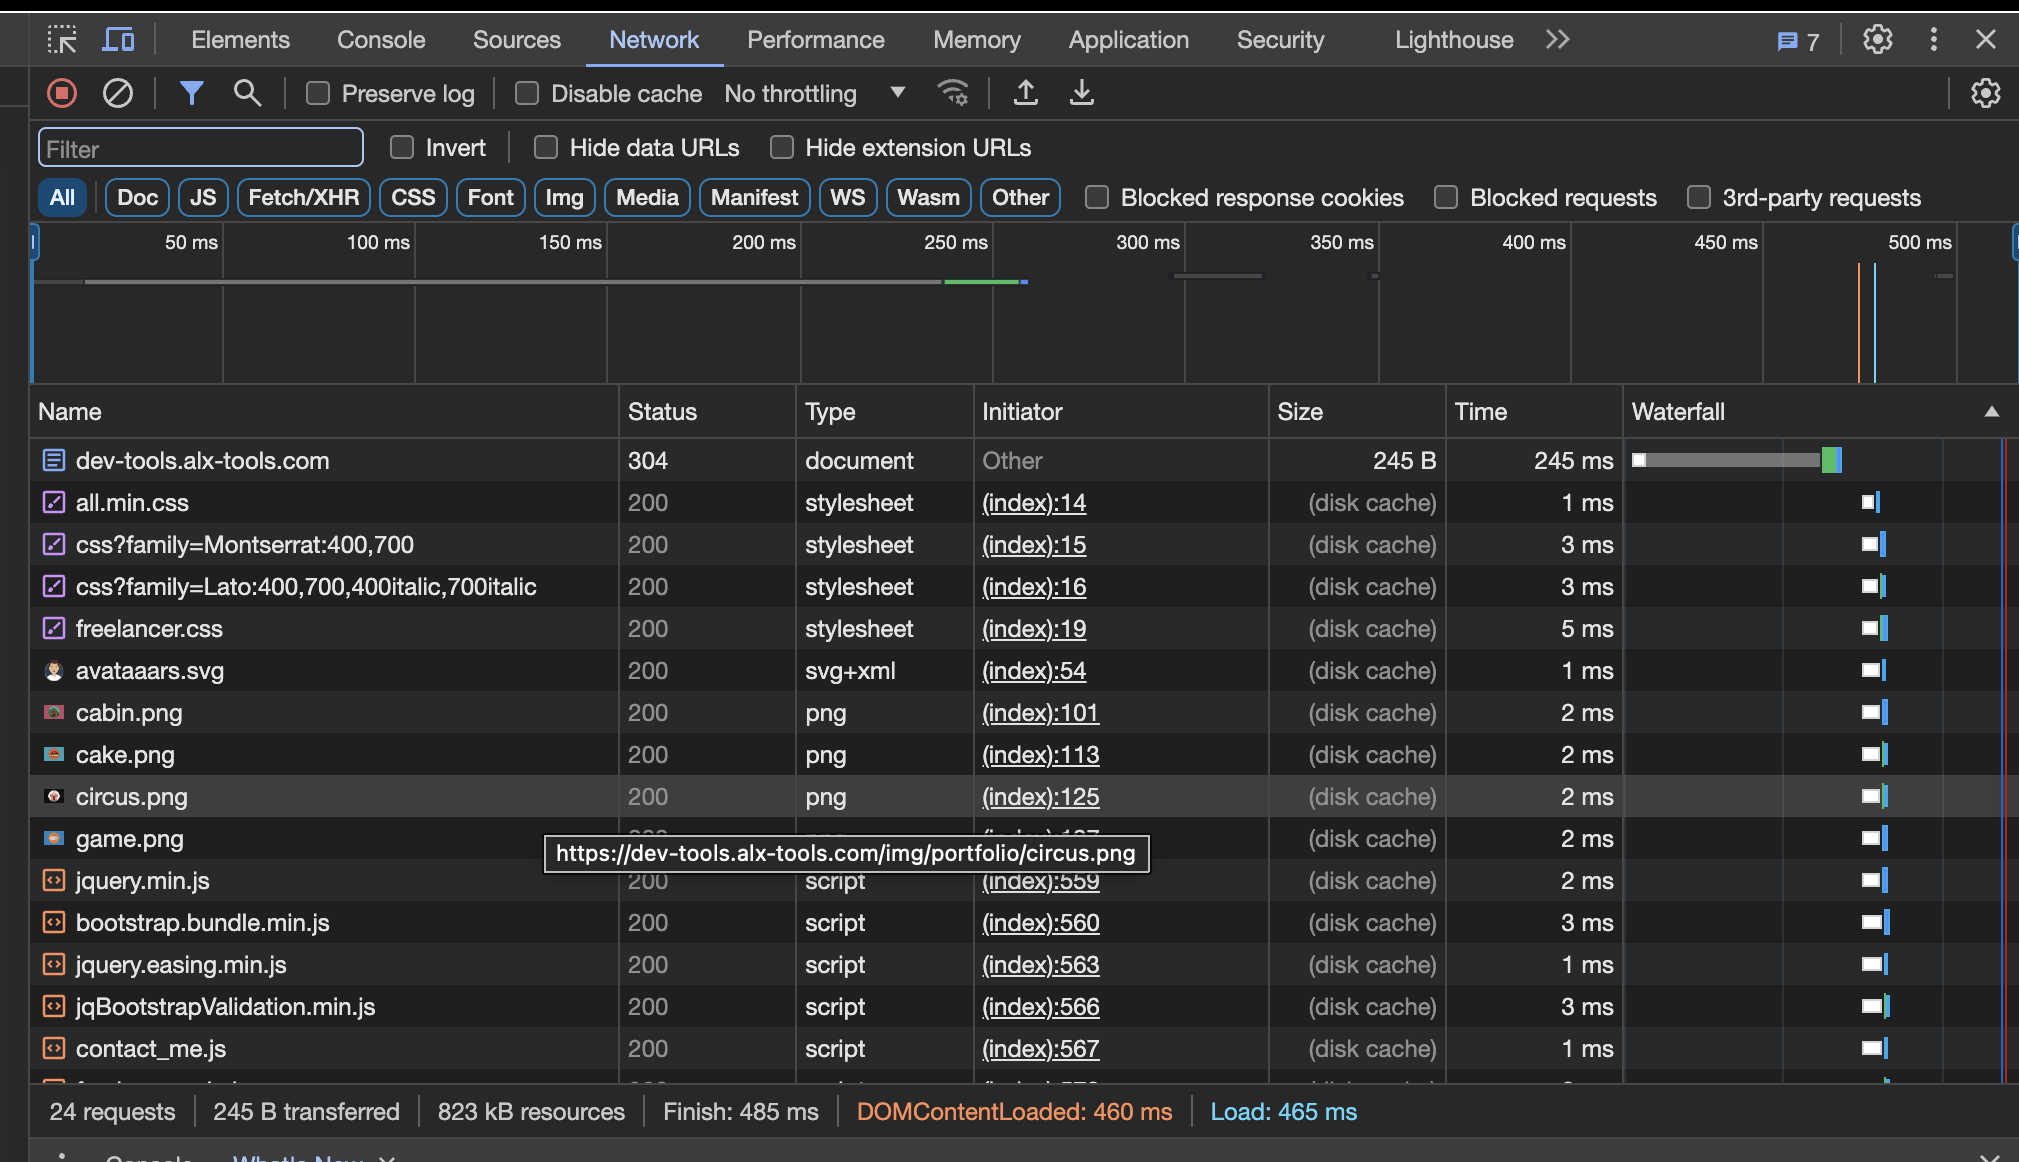 Elements Console Sources Network Performance Memory Application Security Lighthouse 7
Preserve log Disable cache No throttling
Filter Invert Hide data URLs Hide extension URLs
All Doc JS Fetch/XHR CSS Font Img Media Manifest WS Wasm Other Blocked response cookies Blocked requests 3rd-party requests
50 ms 100 ms 150 ms 200 ms 250 ms 300 ms 350 ms 400 ms 450 ms 500 ms
Name Status Type Initiator Size Time Waterfall
dev-tools.alx-tools.com 304 document Other 245 B 245 ms
all.min.css 200 stylesheet (index):14 (disk cache) 1 ms
css?family=Montserrat:400,700 200 stylesheet (index):15 (disk cache) 3 ms
css?family=Lato:400,700,400italic,700italic 200 stylesheet (index):16 (disk cache) 3 ms
freelancer.css 200 stylesheet (index):19 (disk cache) 5 ms
avataaars.svg 200 svg+xml (index):54 (disk cache) 1 ms
cabin.png 200 png (index):101 (disk cache) 2 ms
cake.png 200 png (index):113 (disk cache) 2 ms
circus.png 200 png (index):125 (disk cache) 2 ms
game.png (disk cache) 2 ms
https://dev-tools.alx-tools.com/img/portfolio/circus.png
jquery.min.js 200 script (index):559 (disk cache) 2 ms
bootstrap.bundle.min.js 200 script (index):560 (disk cache) 3 ms
jquery.easing.min.js 200 script (index):563 (disk cache) 1 ms
jqBootstrapValidation.min.js 200 script (index):566 (disk cache) 3 ms
contact_me.js 200 script (index):567 (disk cache) 1 ms
24 requests 245 B transferred 823 kB resources Finish: 485 ms DOMContentLoaded: 460 ms Load: 465 ms
Console What's New